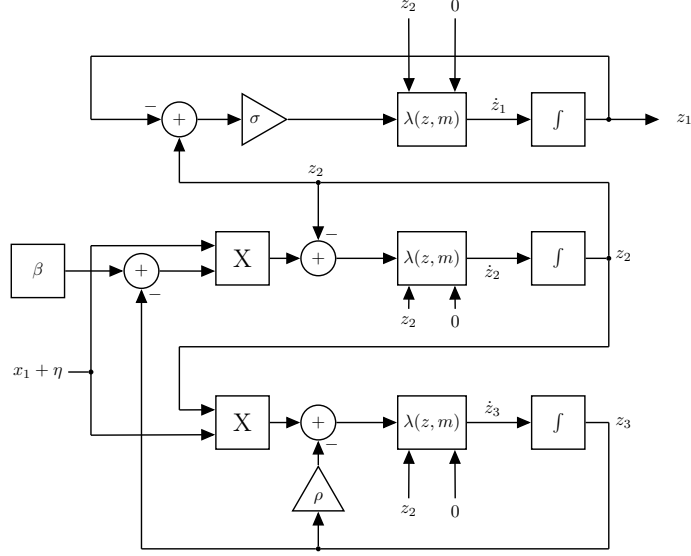 z₂ 0
− + σ λ(z, m) ż₁ ∫ z₁
z₂
β + − X + − λ(z, m) ż₂ ∫ z₂
z₂ 0
x₁ + η
X + − λ(z, m) ż₃ ∫ z₃
ρ
z₂ 0